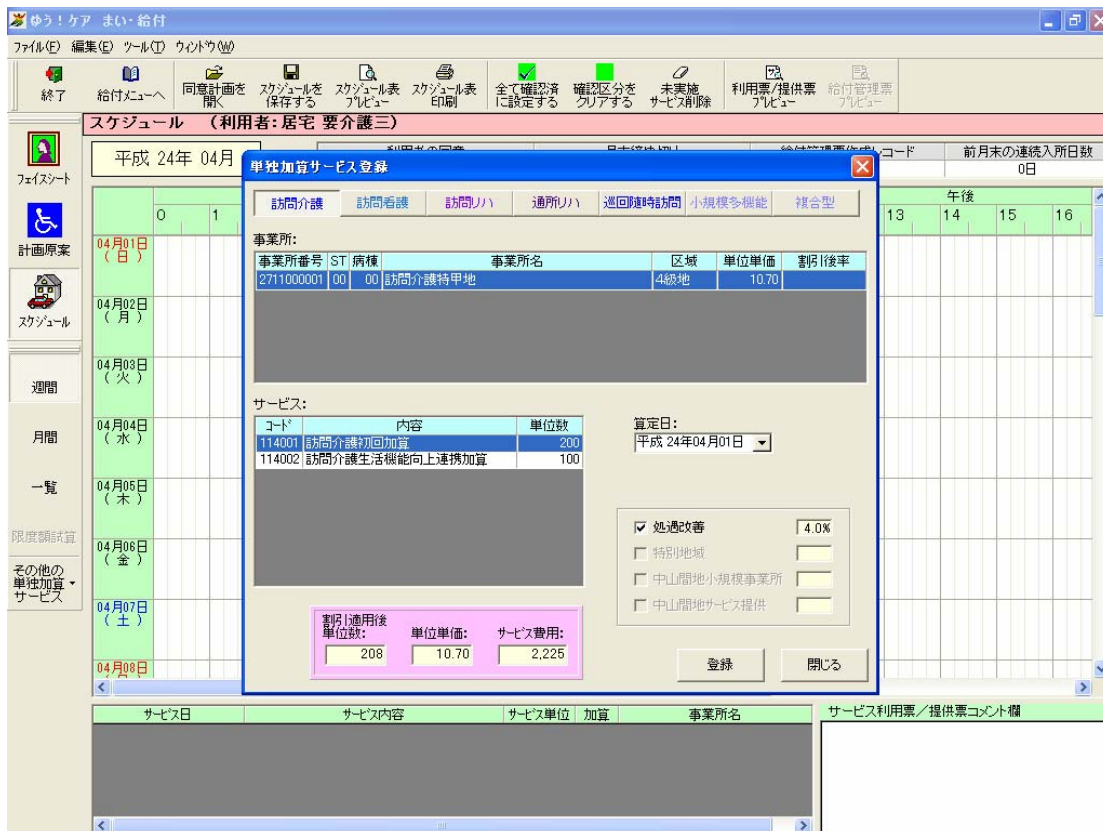 ゆう!ケア まい・給付
ファイル(F) 編集(E) ツール(T) ウィンドウ(W)
終了
給付メニューへ
同意計画を開く
スケジュールを保存する
スケジュール表プレビュー
スケジュール表印刷
全て確認済に設定する
確認区分をクリアする
未実施サービス削除
利用票/提供票プレビュー
給付管理票プレビュー
スケジュール (利用者:居宅 要介護三)
フェイスシート
計画原案
スケジュール
週間
月間
一覧
限度額試算
その他の単独加算サービス
平成 24年 04月
前月末の連続入所日数
0日
午後
0 1 13 14 15 16
04月01日
(日)
04月02日
(月)
04月03日
(火)
04月04日
(水)
04月05日
(木)
04月06日
(金)
04月07日
(土)
04月08日
単独加算サービス登録
訪問介護 訪問看護 訪問リハ 通所リハ 巡回随時訪問 小規模多機能 複合型
事業所:
事業所番号 ST 病棟 事業所名 区域 単位単価 割引後率
2711000001 00 00 訪問介護特甲地 4級地 10.70
サービス:
コード 内容 単位数
114001 訪問介護初回加算 200
114002 訪問介護生活機能向上連携加算 100
算定日:
平成 24年04月01日
処遇改善 4.0%
特別地域
中山間地小規模事業所
中山間地サービス提供
割引適用後
単位数: 単位単価: サービス費用:
208 10.70 2,225
登録 閉じる
サービス日 サービス内容 サービス単位 加算 事業所名
サービス利用票/提供票コメント欄